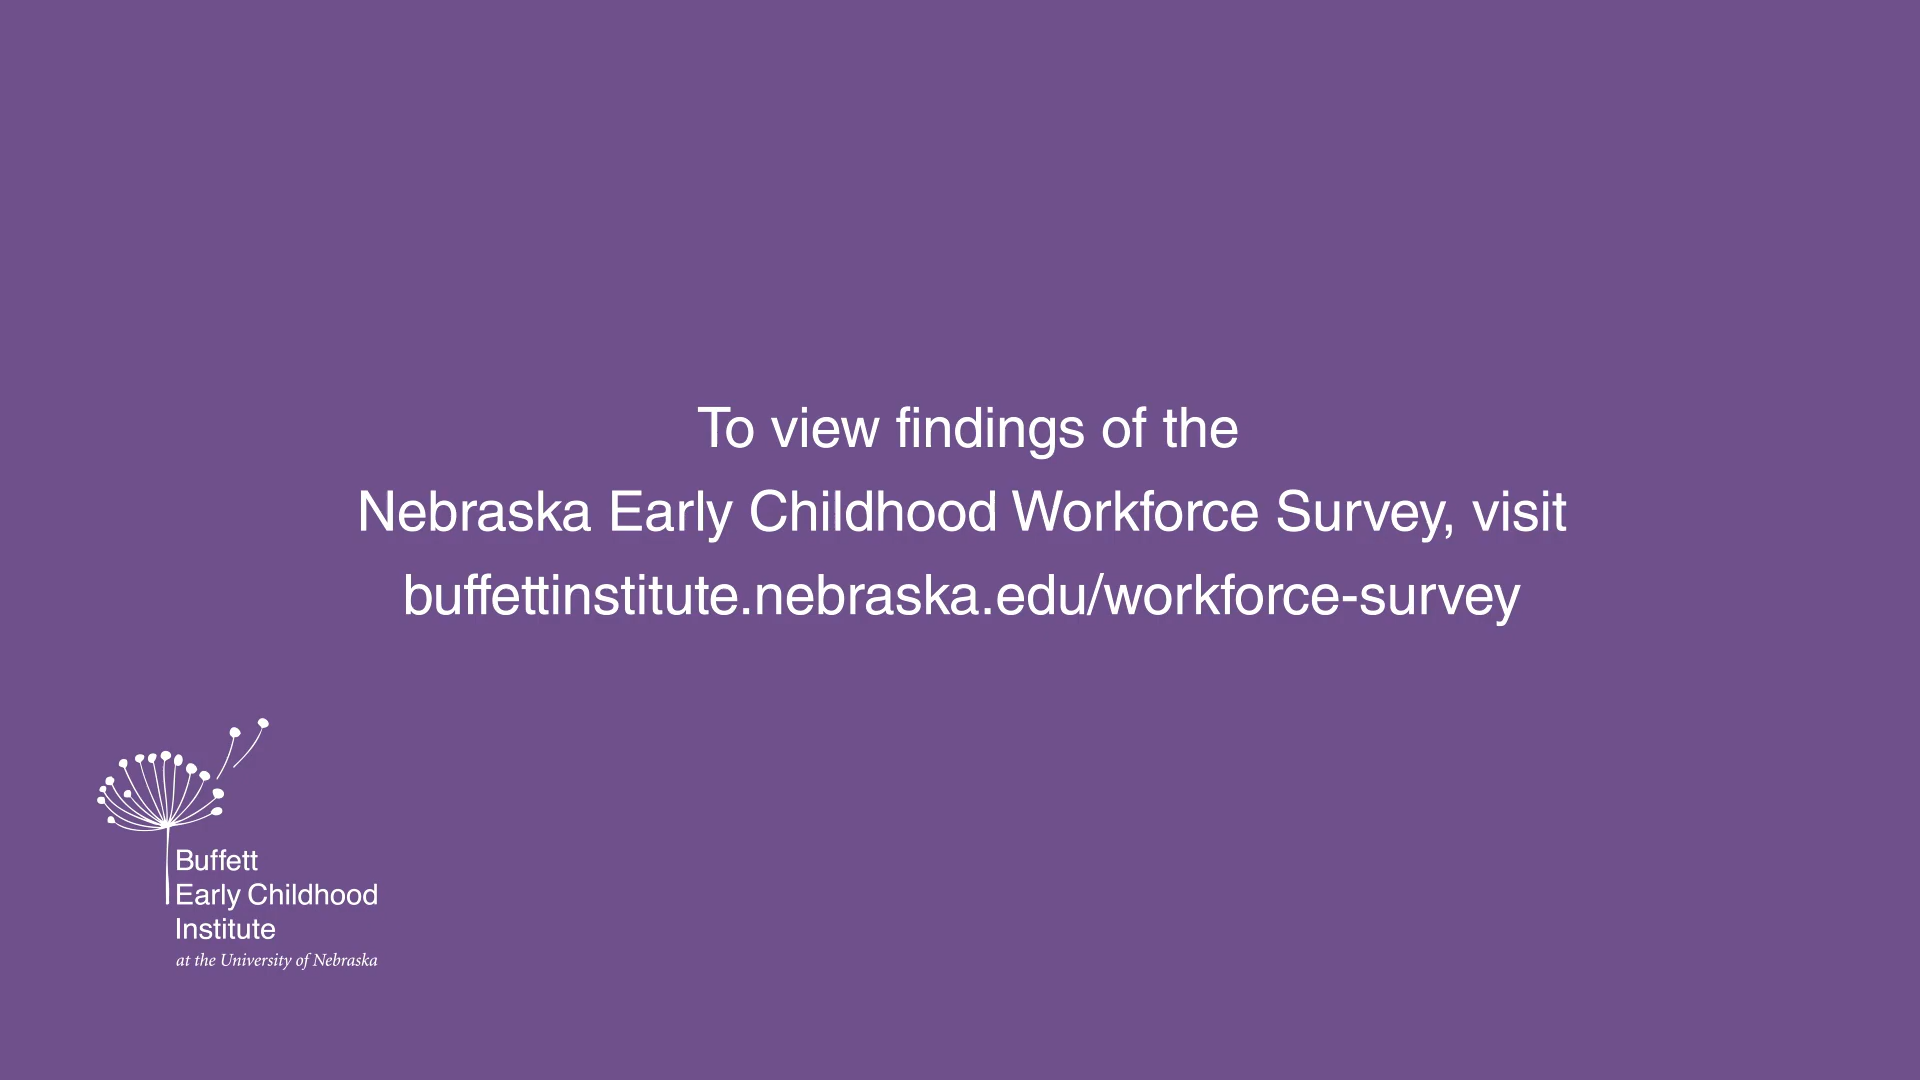 To view findings of the
Nebraska Early Childhood Workforce Survey, visit
buffettinstitute.nebraska.edu/workforce-survey
Buffett
Early Childhood
Institute
at the University of Nebraska